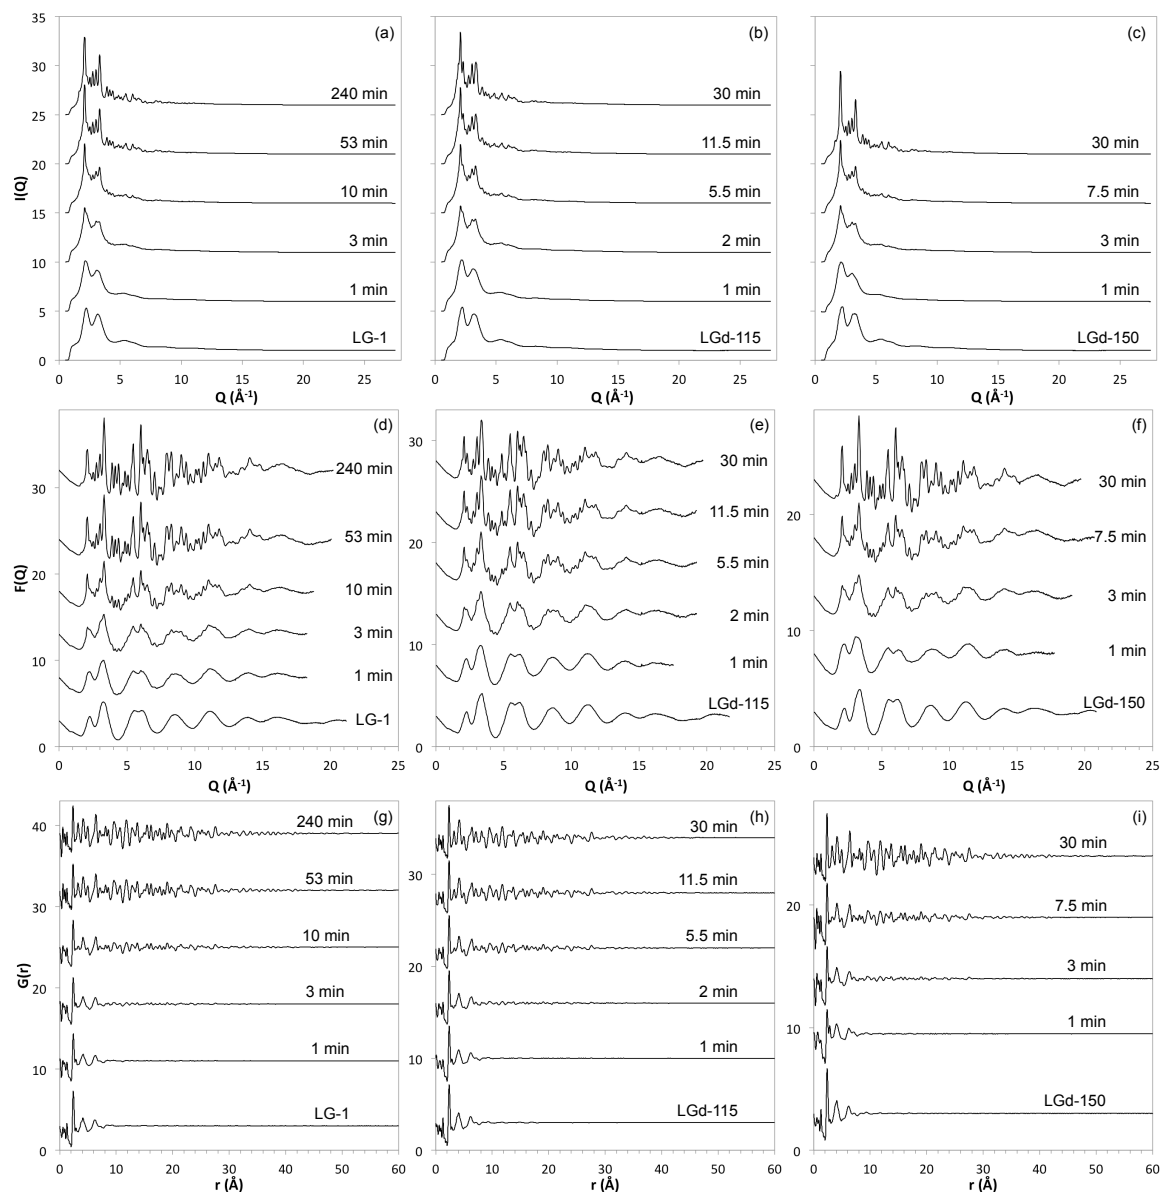 (a)
35
30
25
20
15
10
5
0
I(Q)
240 min
53 min
10 min
3 min
1 min
LG-1
0 5 10 15 20 25
Q (Å-1)
(b)
30 min
11.5 min
5.5 min
2 min
1 min
LGd-115
0 5 10 15 20 25
Q (Å-1)
(c)
30 min
7.5 min
3 min
1 min
LGd-150
0 5 10 15 20 25
Q (Å-1)
(d)
30
20
10
0
F(Q)
240 min
53 min
10 min
3 min
1 min
LG-1
0 5 10 15 20 25
Q (Å-1)
(e)
30
20
10
0
30 min
11.5 min
5.5 min
2 min
1 min
LGd-115
0 5 10 15 20 25
Q (Å-1)
(f)
20
10
0
30 min
7.5 min
3 min
1 min
LGd-150
0 5 10 15 20 25
Q (Å-1)
(g)
40
30
20
10
0
G(r)
240 min
53 min
10 min
3 min
1 min
LG-1
0 10 20 30 40 50 60
r (Å)
(h)
30
20
10
0
30 min
11.5 min
5.5 min
2 min
1 min
LGd-115
0 10 20 30 40 50 60
r (Å)
(i)
20
10
0
30 min
7.5 min
3 min
1 min
LGd-150
0 10 20 30 40 50 60
r (Å)